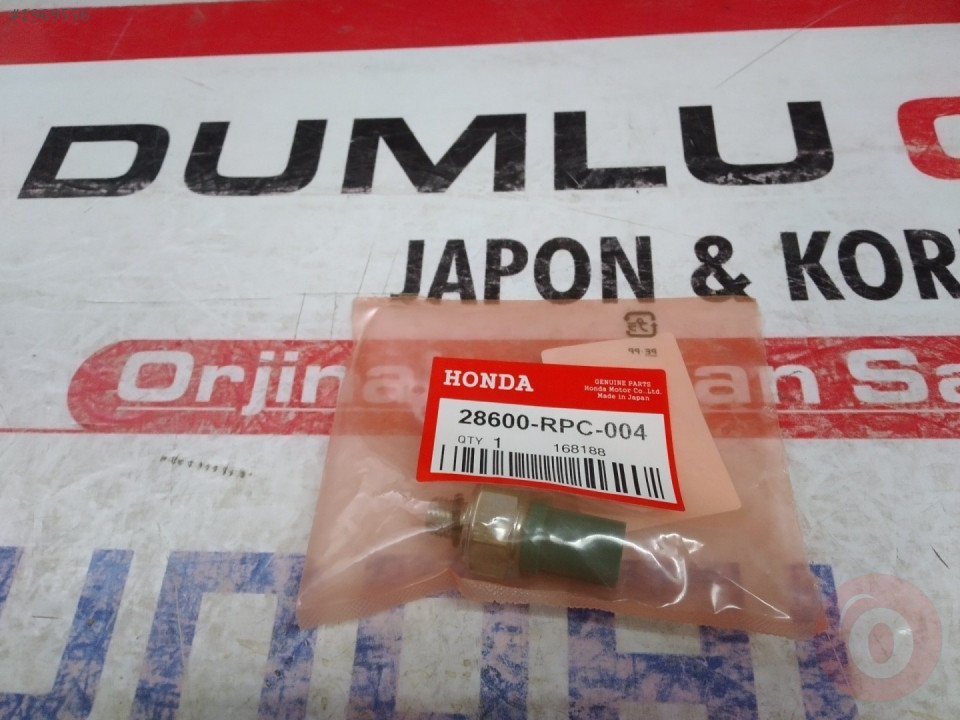 DUMLU
JAPON & KOR
HONDA
GENUINE PARTS
Honda Motor Co.,Ltd.
Made in Japan
28600-RPC-004
QTY 1
168188